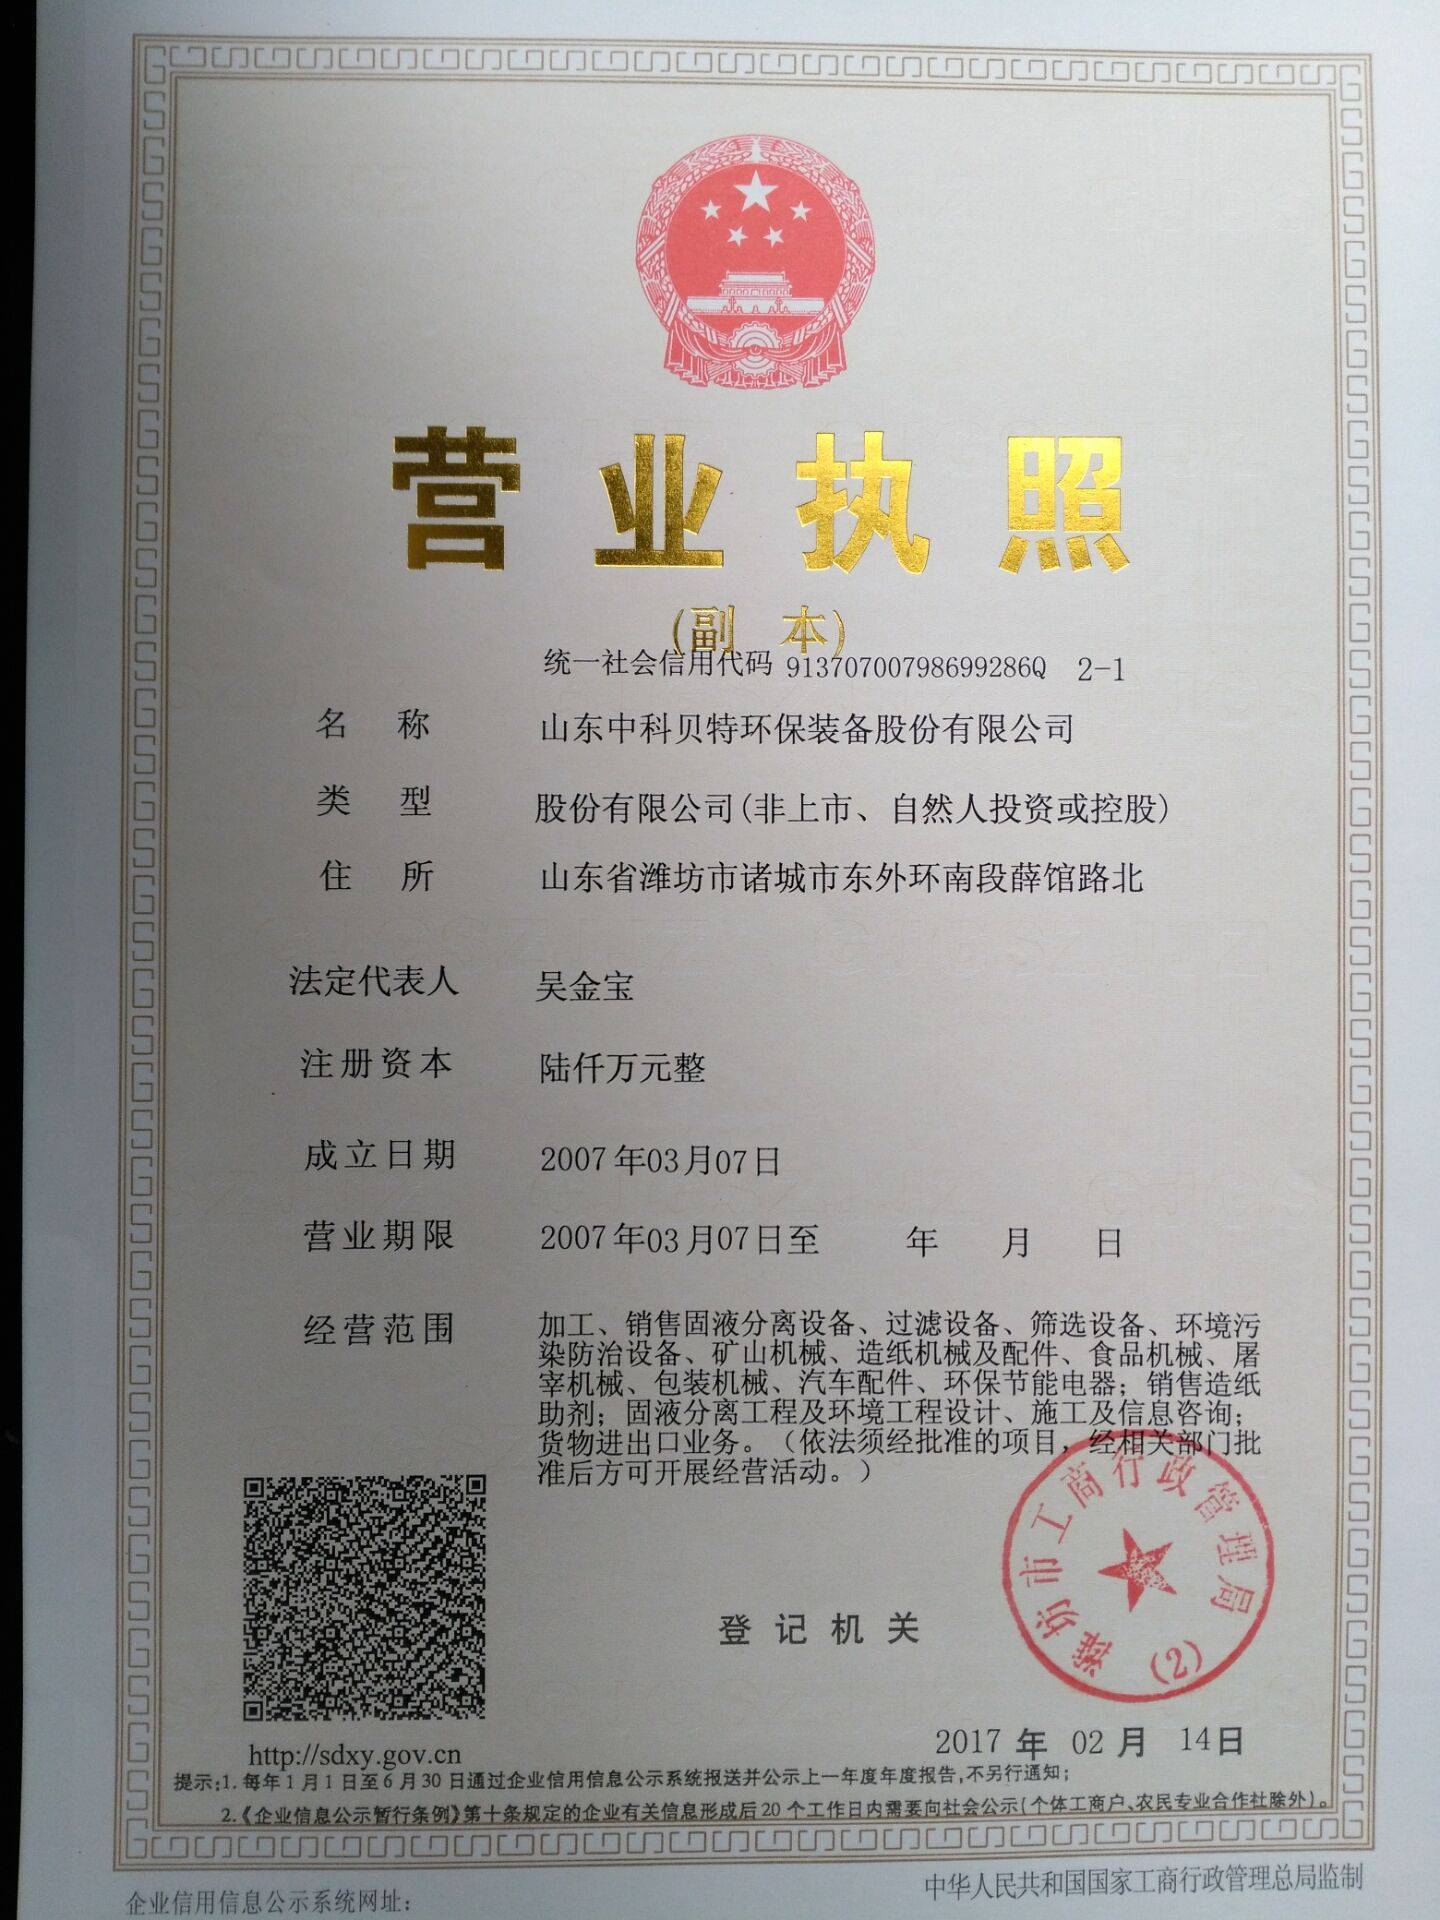 营业执照
(副 本)
统一社会信用代码 91370700798699286Q 2-1
名 称 山东中科贝特环保装备股份有限公司
类 型 股份有限公司(非上市、自然人投资或控股)
住 所 山东省潍坊市诸城市东外环南段薛馆路北
法定代表人 吴金宝
注册资本 陆仟万元整
成立日期 2007年03月07日
营业期限 2007年03月07日至 年 月 日
经营范围 加工、销售固液分离设备、过滤设备、筛选设备、环境污
染防治设备、矿山机械、造纸机械及配件、食品机械、屠
宰机械、包装机械、汽车配件、环保节能电器；销售造纸
助剂；固液分离工程及环境工程设计、施工及信息咨询；
货物进出口业务。（依法须经批准的项目，经相关部门批
准后方可开展经营活动。）
潍坊市工商行政管理局
(2)
登记机关
2017 年 02 月 14日
http://sdxy.gov.cn
提示:1. 每年1月1日至6月30日通过企业信用信息公示系统报送并公示上一年度年度报告,不另行通知;
2.《企业信息公示暂行条例》第十条规定的企业有关信息形成后20个工作日内需要向社会公示(个体工商户、农民专业合作社除外)。
企业信用信息公示系统网址:
中华人民共和国国家工商行政管理总局监制